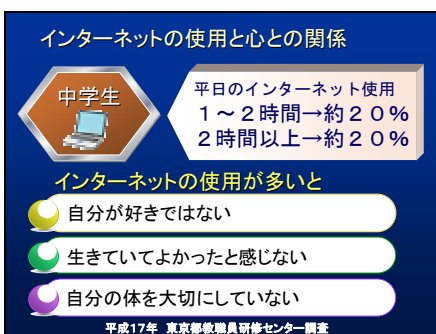 インターネットの使用と心との関係
中学生
平日のインターネット使用
１～２時間→約２０％
２時間以上→約２０％
インターネットの使用が多いと
自分が好きではない
生きていてよかったと感じない
自分の体を大切にしていない
平成17年 東京都教職員研修センター調査